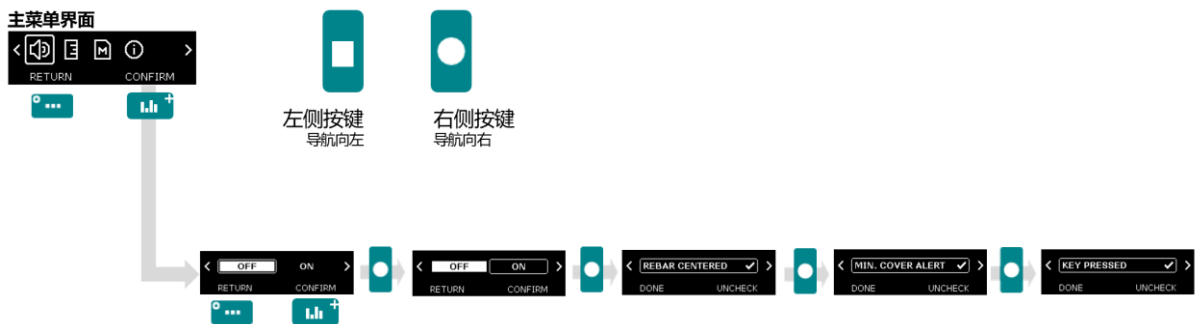 主菜单界面
RETURN CONFIRM
左侧按键
导航向左
右侧按键
导航向右
OFF ON
RETURN CONFIRM
OFF ON
RETURN CONFIRM
REBAR CENTERED
DONE UNCHECK
MIN. COVER ALERT
DONE UNCHECK
KEY PRESSED
DONE UNCHECK